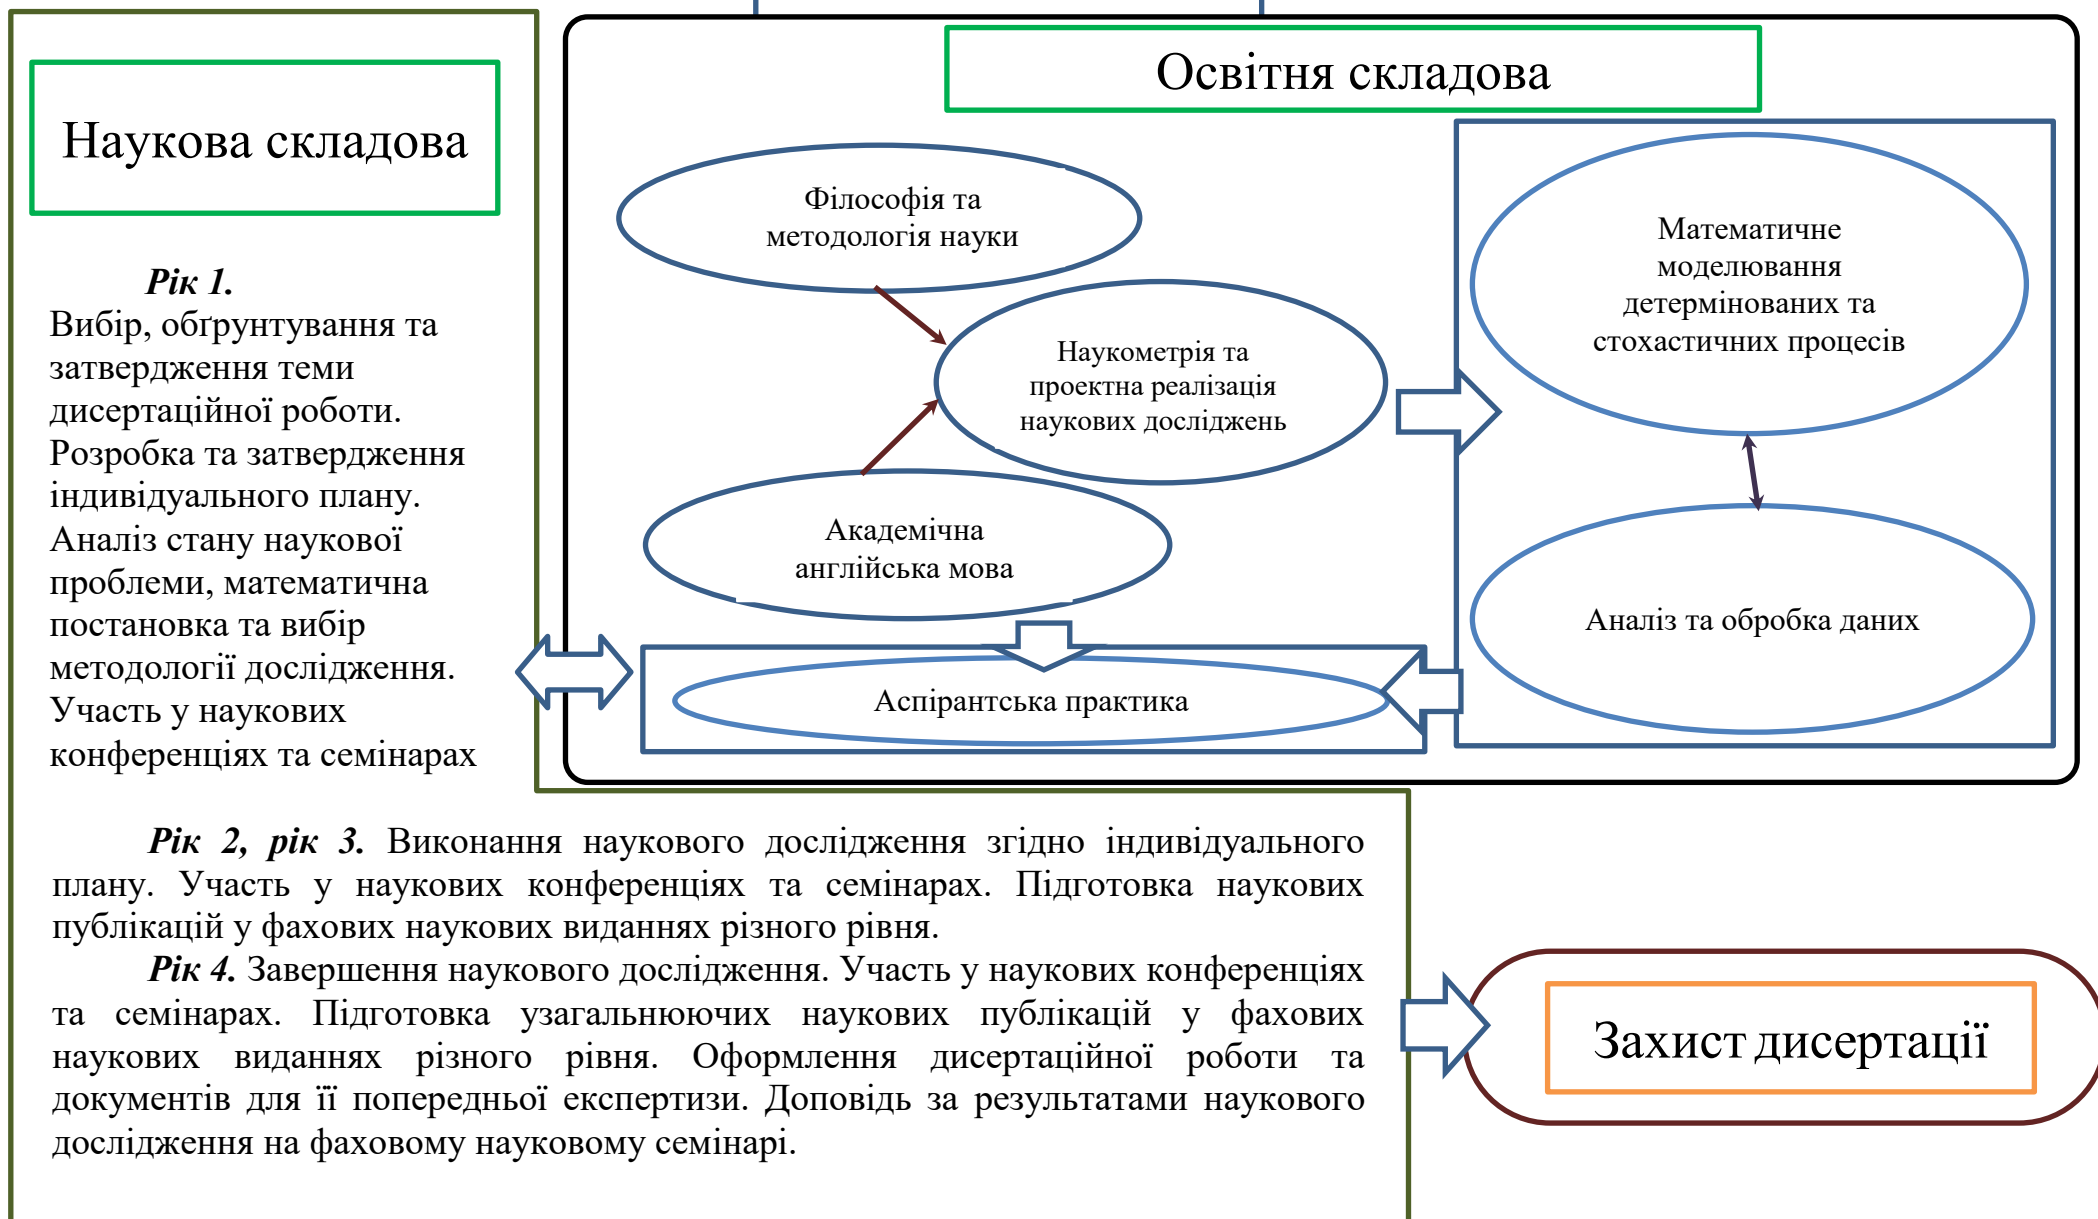 Наукова складова
Рік 1.
Вибір, обґрунтування та
затвердження теми
дисертаційної роботи.
Розробка та затвердження
індивідуального плану.
Аналіз стану наукової
проблеми, математична
постановка та вибір
методології дослідження.
Участь у наукових
конференціях та семінарах
Освітня складова
Філософія та
методологія науки
Наукометрія та
проектна реалізація
наукових досліджень
Академічна
англійська мова
Математичне
моделювання
детермінованих та
стохастичних процесів
Аналіз та обробка даних
Аспірантська практика
Рік 2, рік 3. Виконання наукового дослідження згідно індивідуального
плану. Участь у наукових конференціях та семінарах. Підготовка наукових
публікацій у фахових наукових виданнях різного рівня.
Рік 4. Завершення наукового дослідження. Участь у наукових конференціях
та семінарах. Підготовка узагальнюючих наукових публікацій у фахових
наукових виданнях різного рівня. Оформлення дисертаційної роботи та
документів для її попередньої експертизи. Доповідь за результатами наукового
дослідження на фаховому науковому семінарі.
Захист дисертації